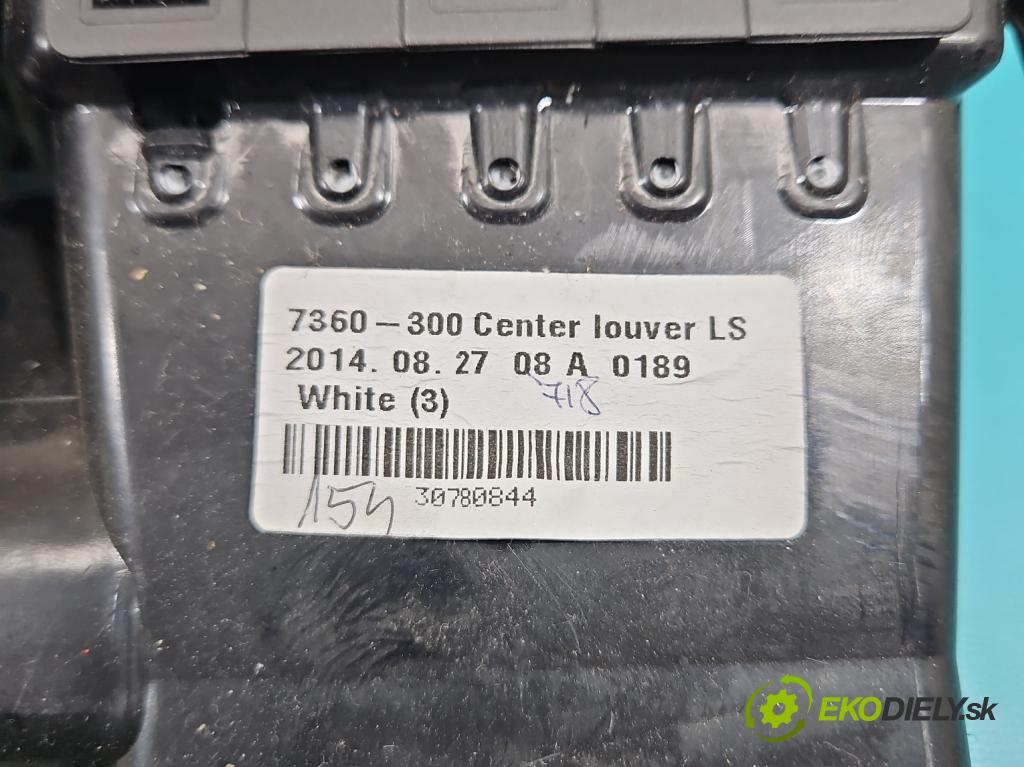 7360–300 Center louver LS
2014. 08. 27 08 A 0189
White (3)
718
30780844
154
EKODIELY.sk